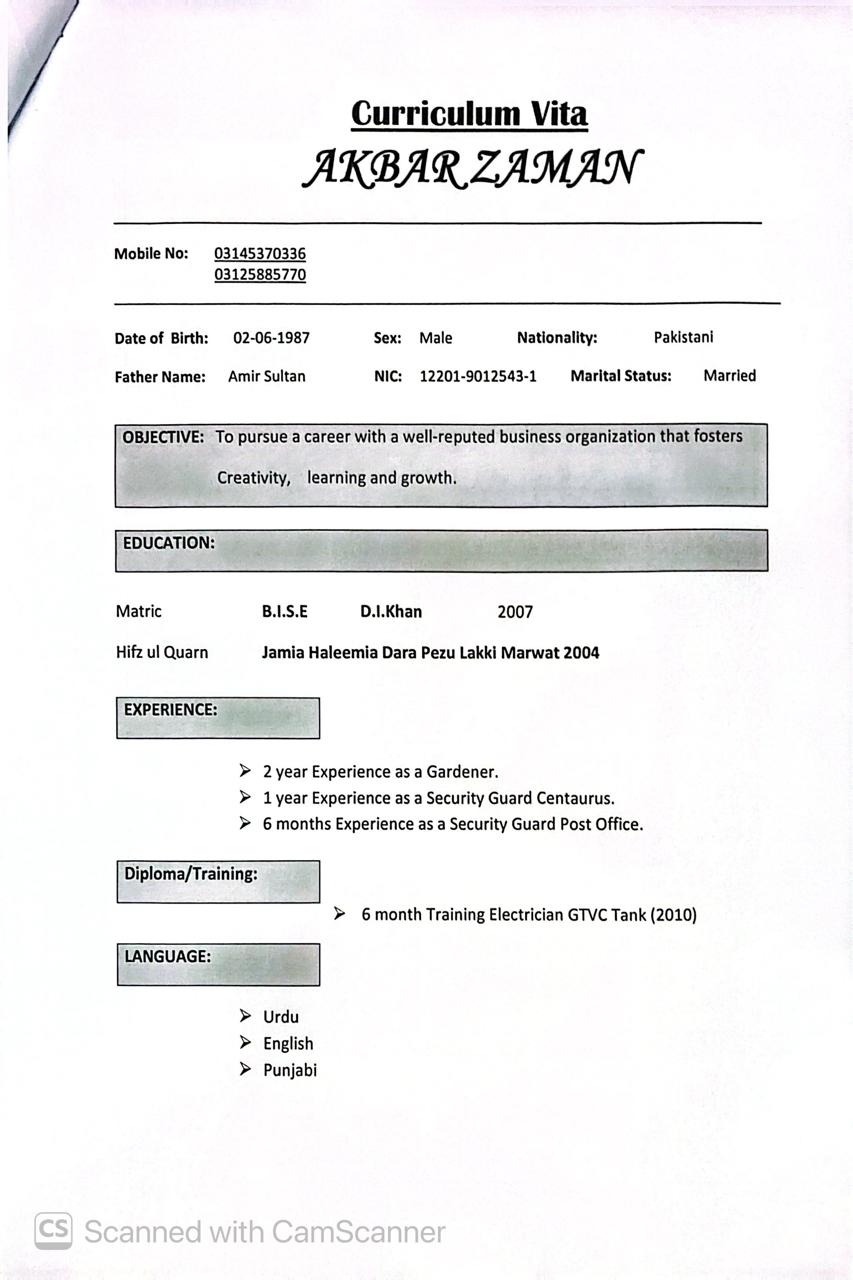 Curriculum Vita
AKBAR ZAMAN
Mobile No: 03145370336
03125885770
Date of Birth: 02-06-1987 Sex: Male Nationality: Pakistani
Father Name: Amir Sultan NIC: 12201-9012543-1 Marital Status: Married
OBJECTIVE: To pursue a career with a well-reputed business organization that fosters
Creativity, learning and growth.
EDUCATION:
Matric B.I.S.E D.I.Khan 2007
Hifz ul Quarn Jamia Haleemia Dara Pezu Lakki Marwat 2004
EXPERIENCE:
➢ 2 year Experience as a Gardener.
➢ 1 year Experience as a Security Guard Centaurus.
➢ 6 months Experience as a Security Guard Post Office.
Diploma/Training:
➢ 6 month Training Electrician GTVC Tank (2010)
LANGUAGE:
➢ Urdu
➢ English
➢ Punjabi
CS Scanned with CamScanner